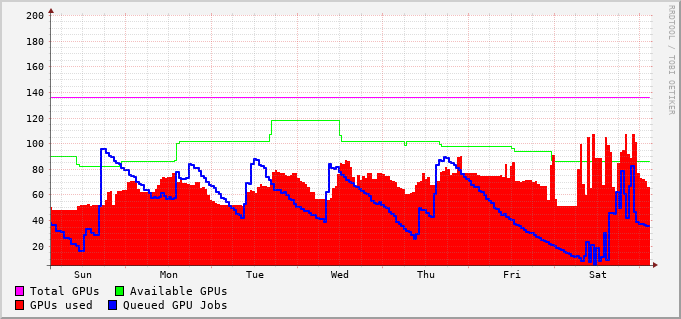 200
180
160
140
120
100
80
60
40
20
Sun Mon Tue Wed Thu Fri Sat
Total GPUs Available GPUs
GPUs used Queued GPU Jobs
RRDTOOL / TOBI OETIKER